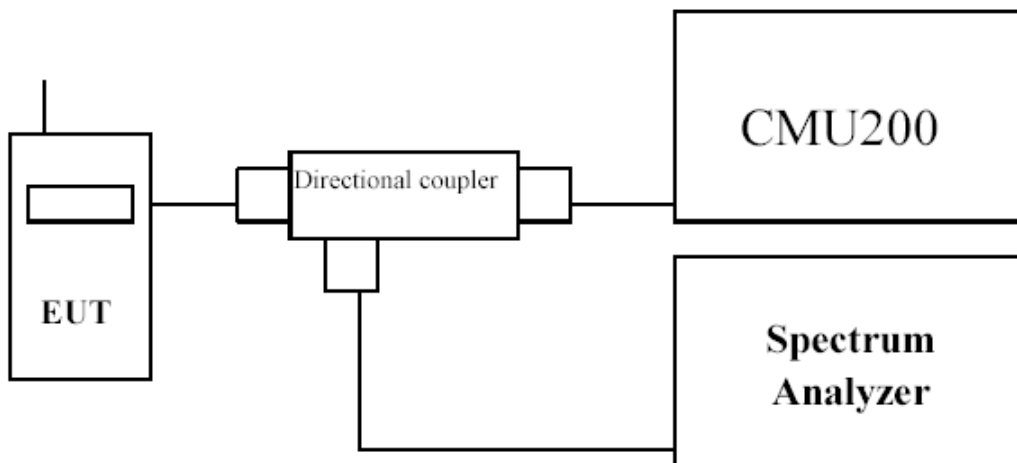 CMU200
Directional coupler
EUT
Spectrum
Analyzer